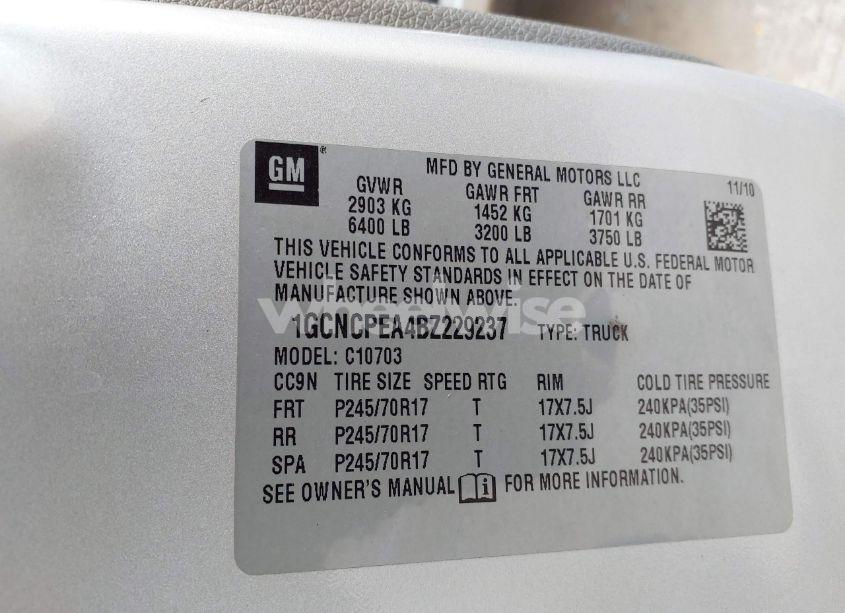 GM®
MFD BY GENERAL MOTORS LLC 11/10
GVWR GAWR FRT GAWR RR
2903 KG 1452 KG 1701 KG
6400 LB 3200 LB 3750 LB
THIS VEHICLE CONFORMS TO ALL APPLICABLE U.S. FEDERAL MOTOR
VEHICLE SAFETY STANDARDS IN EFFECT ON THE DATE OF
MANUFACTURE SHOWN ABOVE.
wheelwise
1GCNCPEA4BZ229237 TYPE: TRUCK
MODEL: C10703
CC9N TIRE SIZE SPEED RTG RIM COLD TIRE PRESSURE
FRT P245/70R17 T 17X7.5J 240KPA(35PSI)
RR P245/70R17 T 17X7.5J 240KPA(35PSI)
SPA P245/70R17 T 17X7.5J 240KPA(35PSI)
SEE OWNER'S MANUAL i FOR MORE INFORMATION.